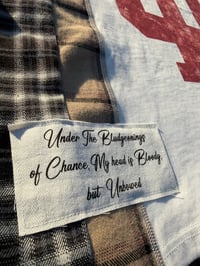 Under The Bludgeonings
of Chance, My head is Bloody,
but Unbowed